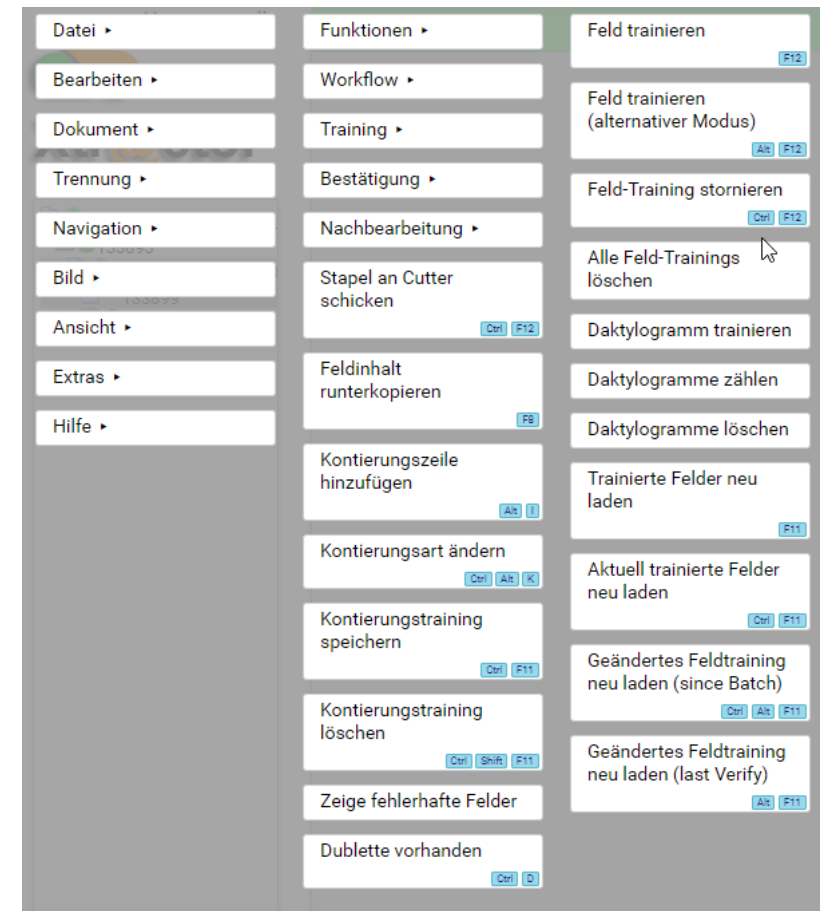 Datei ▸
Bearbeiten ▸
Dokument ▸
Trennung ▸
Navigation ▸
133893
Bild ▸
133899
Ansicht ▸
Extras ▸
Hilfe ▸
Funktionen ▸
Workflow ▸
Training ▸
Bestätigung ▸
Nachbearbeitung ▸
Stapel an Cutter
schicken
Ctrl F12
Feldinhalt
runterkopieren
F8
Kontierungszeile
hinzufügen
Alt I
Kontierungsart ändern
Ctrl Alt K
Kontierungstraining
speichern
Ctrl F11
Kontierungstraining
löschen
Ctrl Shift F11
Zeige fehlerhafte Felder
Dublette vorhanden
Ctrl D
Feld trainieren
F12
Feld trainieren
(alternativer Modus)
Alt F12
Feld-Training stornieren
Ctrl F12
Alle Feld-Trainings
löschen
Daktylogramm trainieren
Daktylogramme zählen
Daktylogramme löschen
Trainierte Felder neu
laden
F11
Aktuell trainierte Felder
neu laden
Ctrl F11
Geändertes Feldtraining
neu laden (since Batch)
Ctrl Alt F11
Geändertes Feldtraining
neu laden (last Verify)
Alt F11